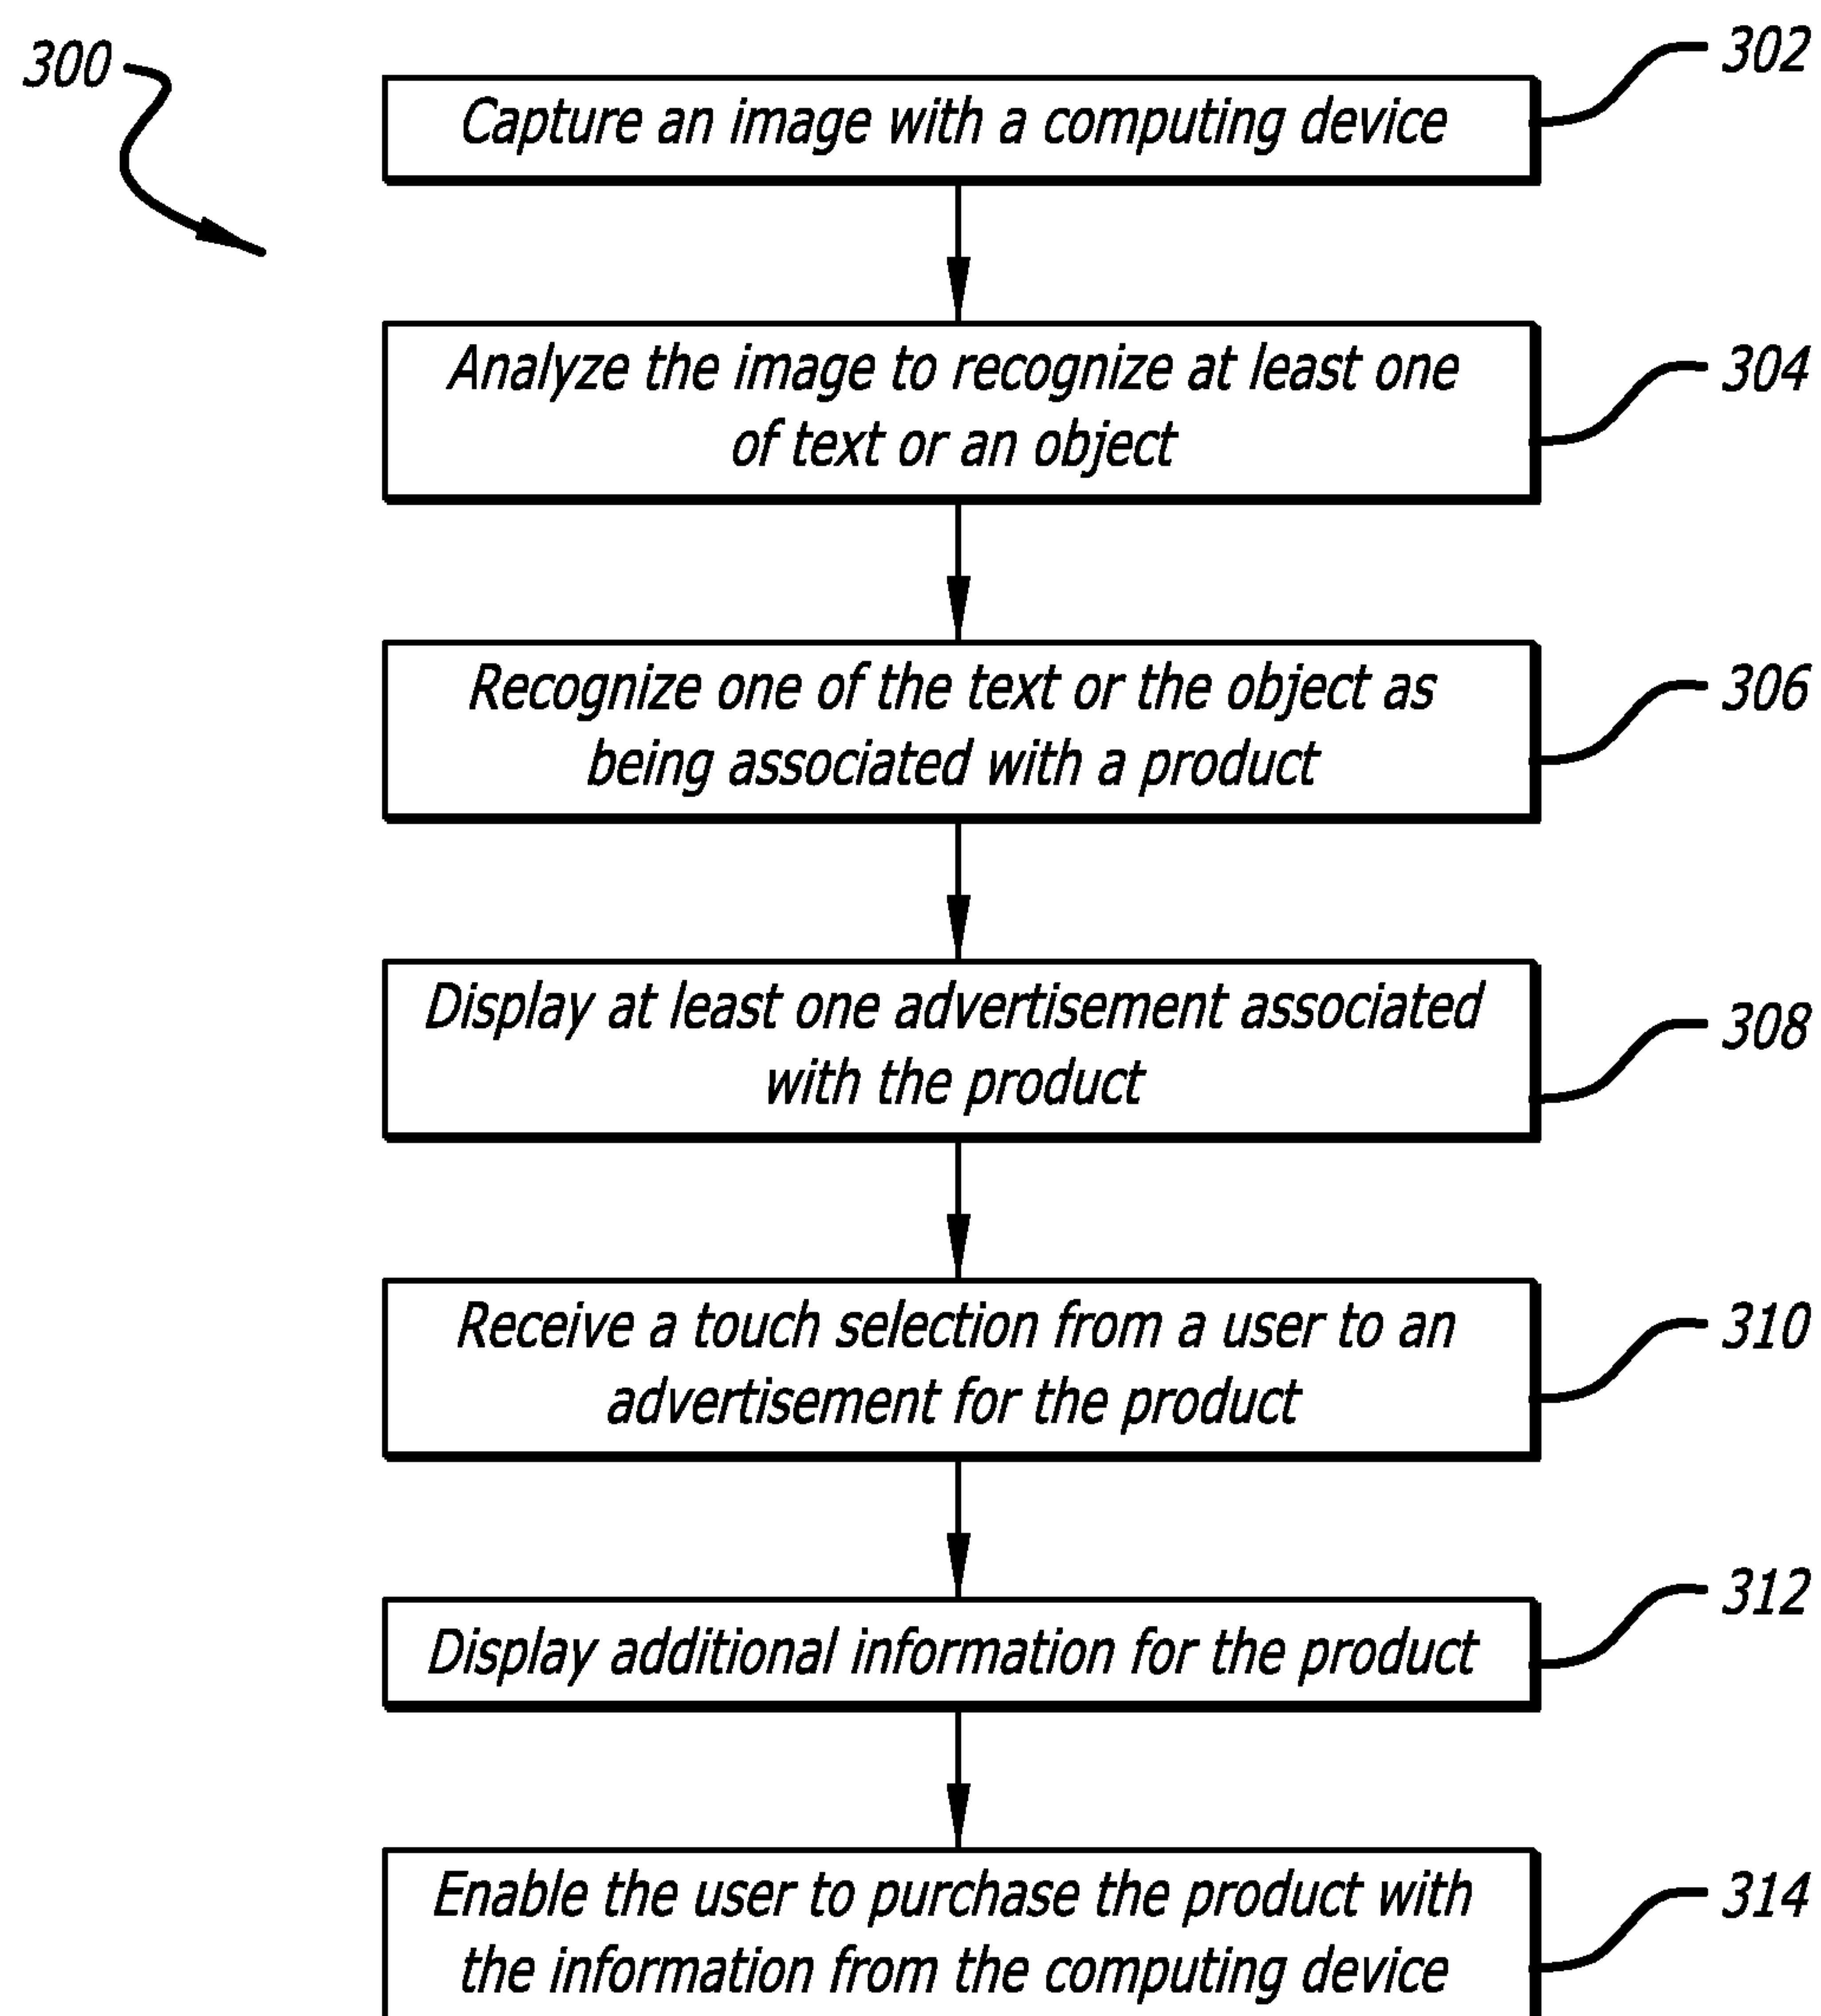 300
302
Capture an image with a computing device
304
Analyze the image to recognize at least one
of text or an object
306
Recognize one of the text or the object as
being associated with a product
308
Display at least one advertisement associated
with the product
310
Receive a touch selection from a user to an
advertisement for the product
312
Display additional information for the product
314
Enable the user to purchase the product with
the information from the computing device